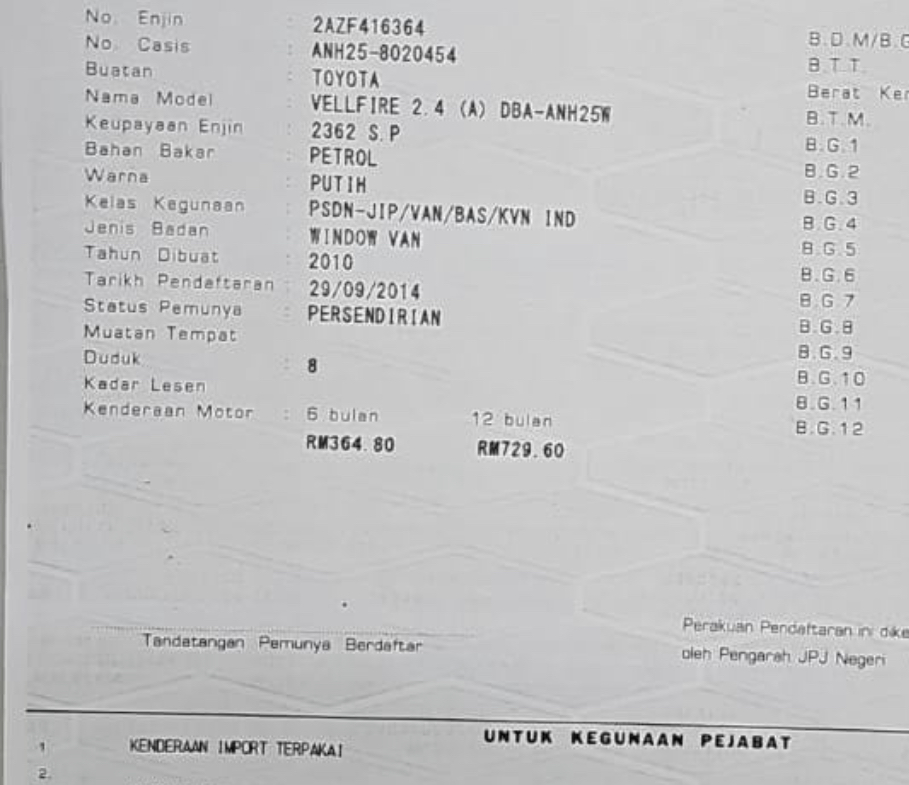 No. Enjin : 2AZF416364
No. Casis : ANH25-8020454
Buatan : TOYOTA
Nama Model : VELLFIRE 2.4 (A) DBA-ANH25W
Keupayaan Enjin : 2362 S.P
Bahan Bakar : PETROL
Warna : PUTIH
Kelas Kegunaan : PSDN-JIP/VAN/BAS/KVN IND
Jenis Badan : WINDOW VAN
Tahun Dibuat : 2010
Tarikh Pendaftaran : 29/09/2014
Status Pemunya : PERSENDIRIAN
Muatan Tempat
Duduk : 8
Kadar Lesen
Kenderaan Motor : 6 bulan 12 bulan
RM364.80 RM729.60
B.D.M/B.G
B.T.T.
Berat Ker
B.T.M.
B.G.1
B.G.2
B.G.3
B.G.4
B.G.5
B.G.6
B.G.7
B.G.8
B.G.9
B.G.10
B.G.11
B.G.12
Tandatangan Pemunya Berdaftar
Perakuan Pendaftaran ini dike
oleh Pengarah JPJ Negeri
UNTUK KEGUNAAN PEJABAT
1 KENDERAAN IMPORT TERPAKAI
2.